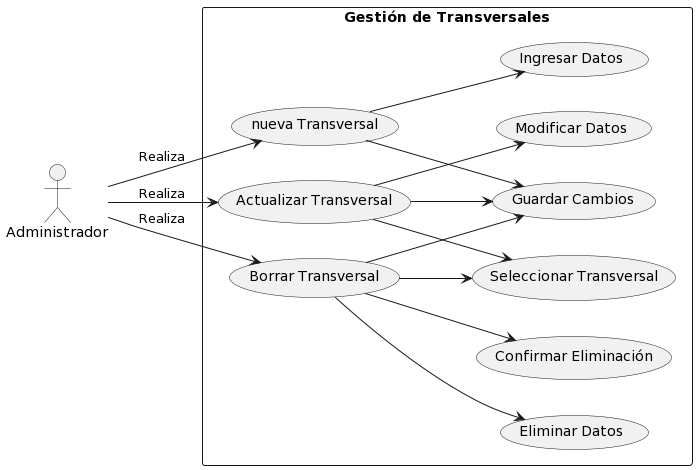 Gestión de Transversales
Ingresar Datos
nueva Transversal
Modificar Datos
Realiza
Realiza
Actualizar Transversal
Guardar Cambios
Realiza
Administrador
Borrar Transversal
Seleccionar Transversal
Confirmar Eliminación
Eliminar Datos